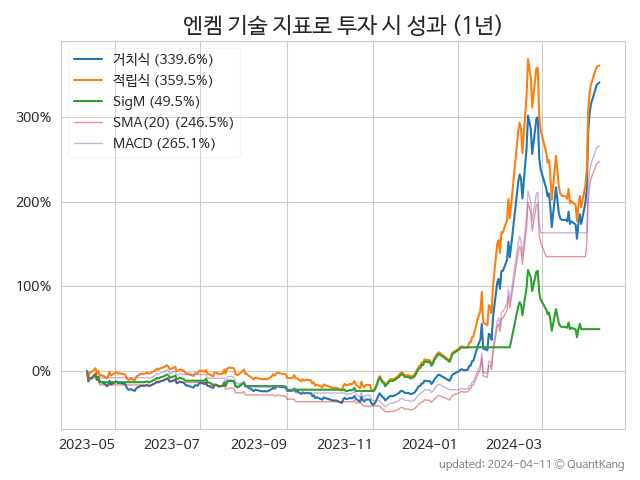 엔켐 기술 지표로 투자 시 성과 (1년)
거치식 (339.6%)
적립식 (359.5%)
SigM (49.5%)
SMA(20) (246.5%)
MACD (265.1%)
300%
200%
100%
0%
2023-05 2023-07 2023-09 2023-11 2024-01 2024-03
updated: 2024-04-11 © QuantKang